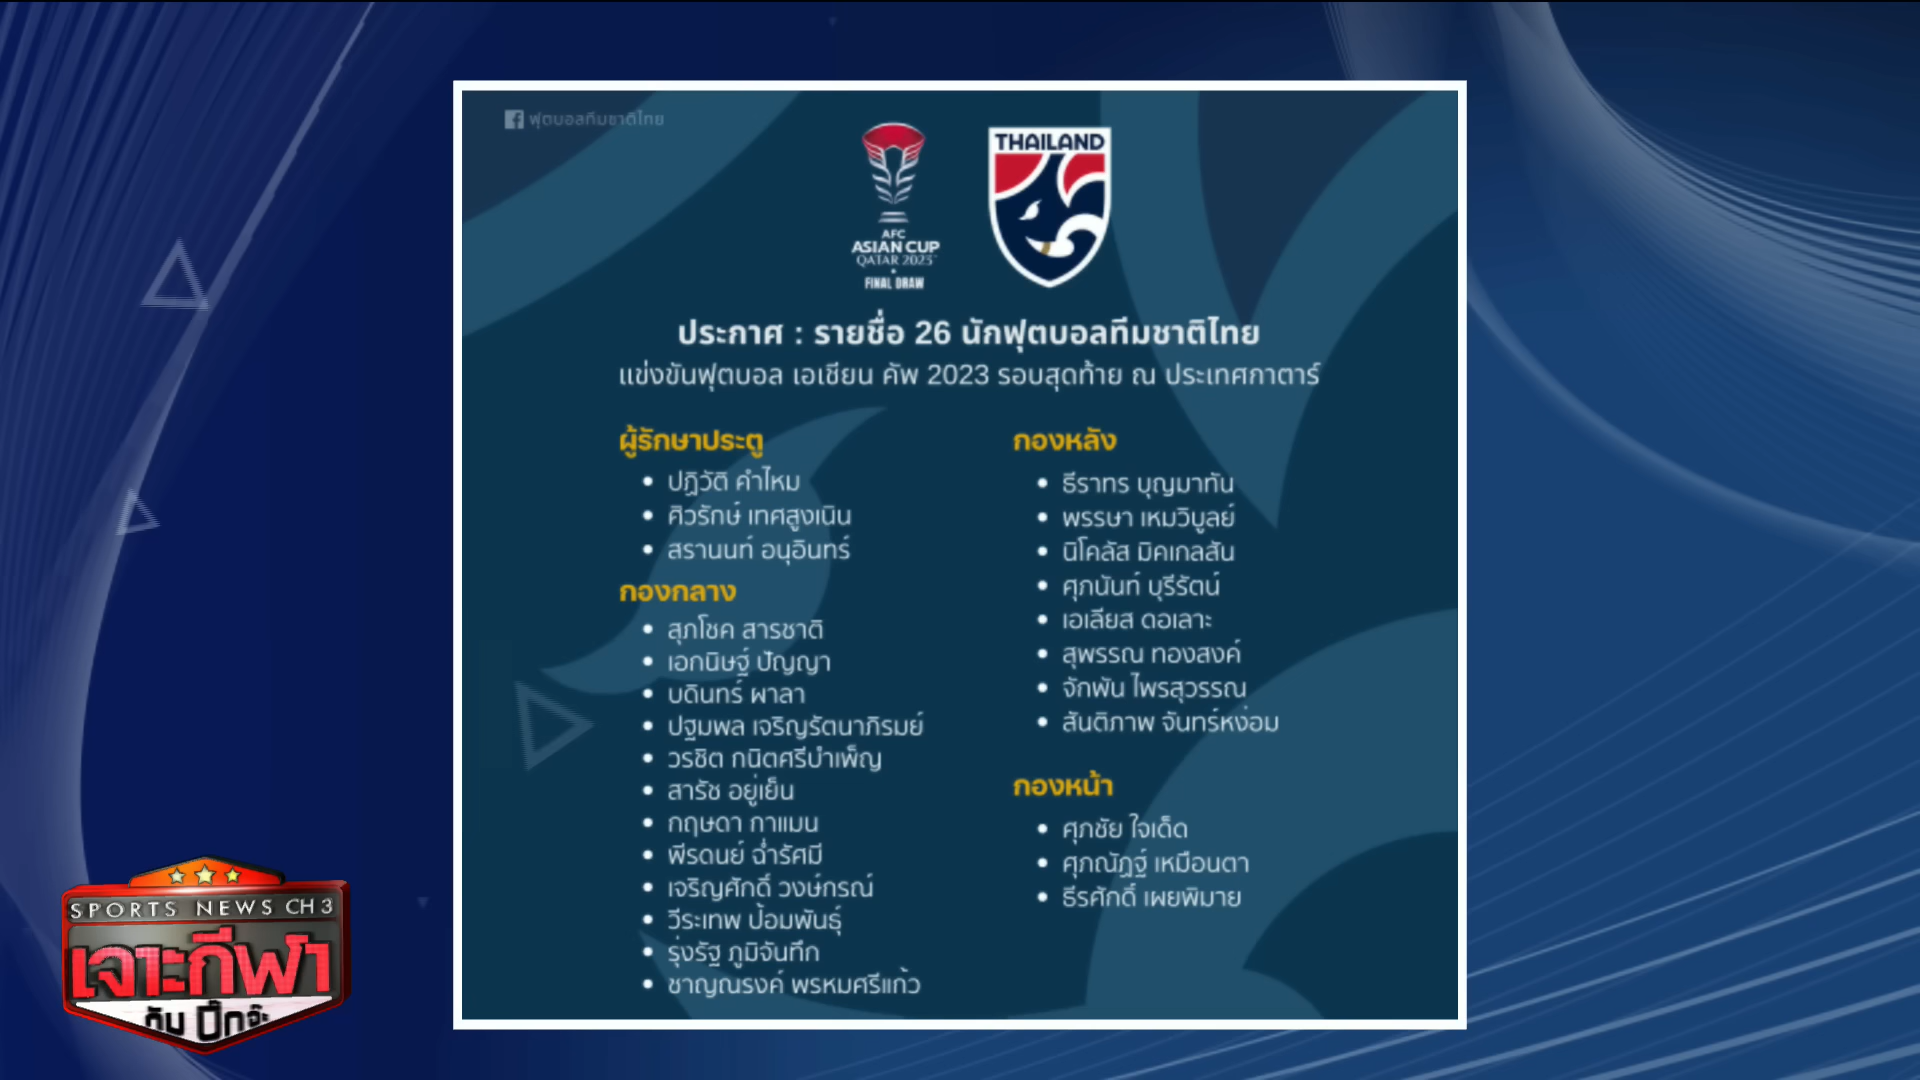 ฟุตบอลทีมชาติไทย
AFC
ASIAN CUP
QATAR 2023
FINAL DRAW
THAILAND
ประกาศ : รายชื่อ 26 นักฟุตบอลทีมชาติไทย
แข่งขันฟุตบอล เอเชียน คัพ 2023 รอบสุดท้าย ณ ประเทศกาตาร์
ผู้รักษาประตู
• ปฏิวัติ คำไหม
• ศิวรักษ์ เทศสูงเนิน
• สรานนท์ อนุอินทร์
กองกลาง
• สุภโชค สารชาติ
• เอกนิษฐ์ ปัญญา
• บดินทร์ ผาลา
• ปฐมพล เจริญรัตนาภิรมย์
• วรชิต กนิตศรีบำเพ็ญ
• สารัช อยู่เย็น
• กฤษดา กาแมน
• พีรดนย์ ฉ่ำรัศมี
• เจริญศักดิ์ วงษ์กรณ์
• วีระเทพ ป้อมพันธุ์
• รุ่งรัฐ ภูมิจันทึก
• ชาญณรงค์ พรหมศรีแก้ว
กองหลัง
• ธีราทร บุญมาทัน
• พรรษา เหมวิบูลย์
• นิโคลัส มิคเกลสัน
• ศุภนันท์ บุรีรัตน์
• เอเลียส ดอเลาะ
• สุพรรณ ทองสงค์
• จักพัน ไพรสุวรรณ
• สันติภาพ จันทร์หง่อม
กองหน้า
• ศุภชัย ใจเด็ด
• ศุภณัฏฐ์ เหมือนตา
• ธีรศักดิ์ เผยพิมาย
SPORTS NEWS CH3
เจาะกีฬา
กับ ปิ๊กจ๊ะ